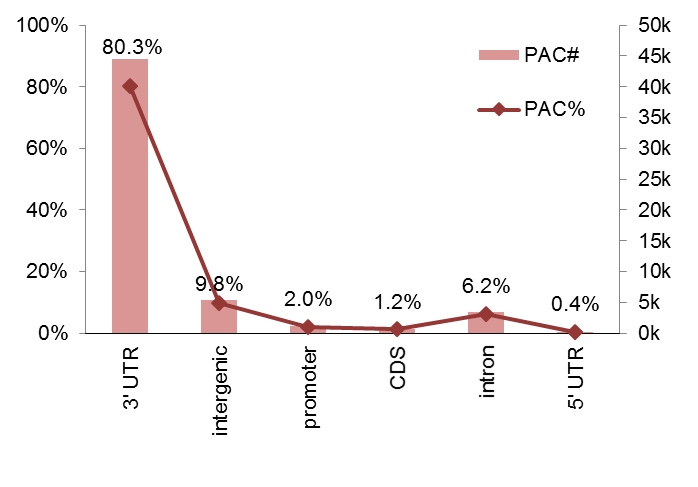 100%
80%
60%
40%
20%
0%
50k
45k
40k
35k
30k
25k
20k
15k
10k
5k
0k
PAC#
PAC%
80.3%
9.8%
2.0%
1.2%
6.2%
0.4%
3' UTR
intergenic
promoter
CDS
intron
5' UTR